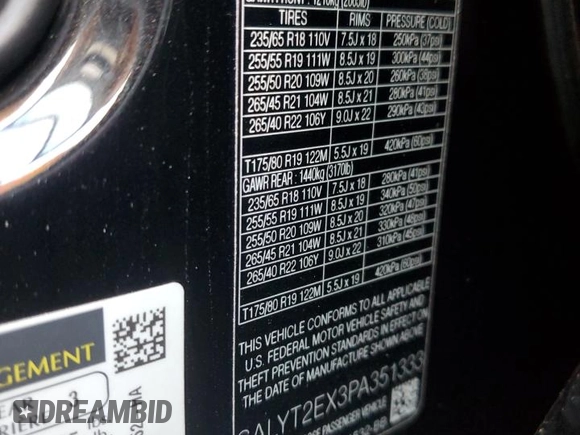 TIRES RIMS PRESSURE (COLD)
235/65 R18 110V 7.5J x 18 250kPa (37psi)
255/55 R19 111W 8.5J x 19 300kPa (44psi)
255/50 R20 109W 8.5J x 20 260kPa (38psi)
265/45 R21 104W 8.5J x 21 280kPa (41psi)
265/40 R22 106Y 9.0J x 22 290kPa (43psi)
T175/80 R19 122M 5.5J x 19 420kPa (60psi)
GAWR REAR : 1440kg (3170lb)
235/65 R18 110V 7.5J x 18 280kPa (41psi)
255/55 R19 111W 8.5J x 19 340kPa (50psi)
255/50 R20 109W 8.5J x 20 320kPa (47psi)
265/45 R21 104W 8.5J x 21 330kPa (48psi)
265/40 R22 106Y 9.0J x 22 310kPa (45psi)
T175/80 R19 122M 5.5J x 19 420kPa (60psi)
THIS VEHICLE CONFORMS TO ALL APPLICABLE
U.S. FEDERAL MOTOR VEHICLE SAFETY AND
THEFT PREVENTION STANDARDS IN EFFECT ON
DATE OF MANUFACTURE SHOWN ABOVE
SALYT2EX3PA351333
PASSENGER VEHICLE
GEMENT
DREAMBID